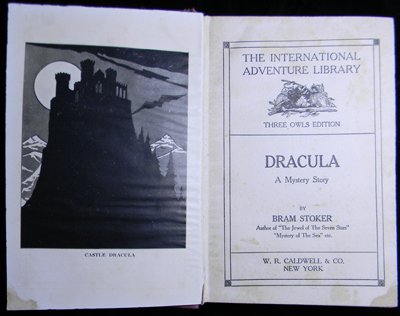 CASTLE DRACULA
THE INTERNATIONAL
ADVENTURE LIBRARY
THREE OWLS EDITION
DRACULA
A Mystery Story
BY
BRAM STOKER
Author of "The Jewel of The Seven Stars"
"Mystery of The Sea" etc.
W. R. CALDWELL & CO.
NEW YORK